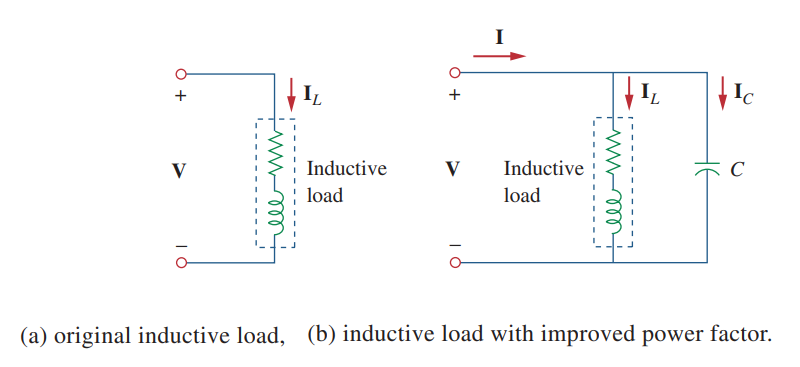 I
+
I_L
V
Inductive
load
−
+
I_L
I_C
V
Inductive
load
C
−
(a) original inductive load, (b) inductive load with improved power factor.